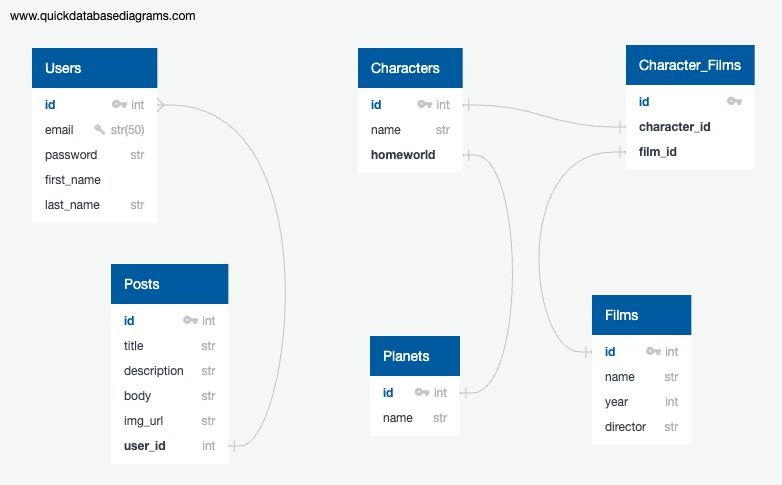 www.quickdatabasediagrams.com
Users
id int
email str(50)
password str
first_name
last_name str
Posts
id int
title str
description str
body str
img_url str
user_id int
Characters
id int
name str
homeworld
Planets
id int
name str
Character_Films
id
character_id
film_id
Films
id int
name str
year int
director str